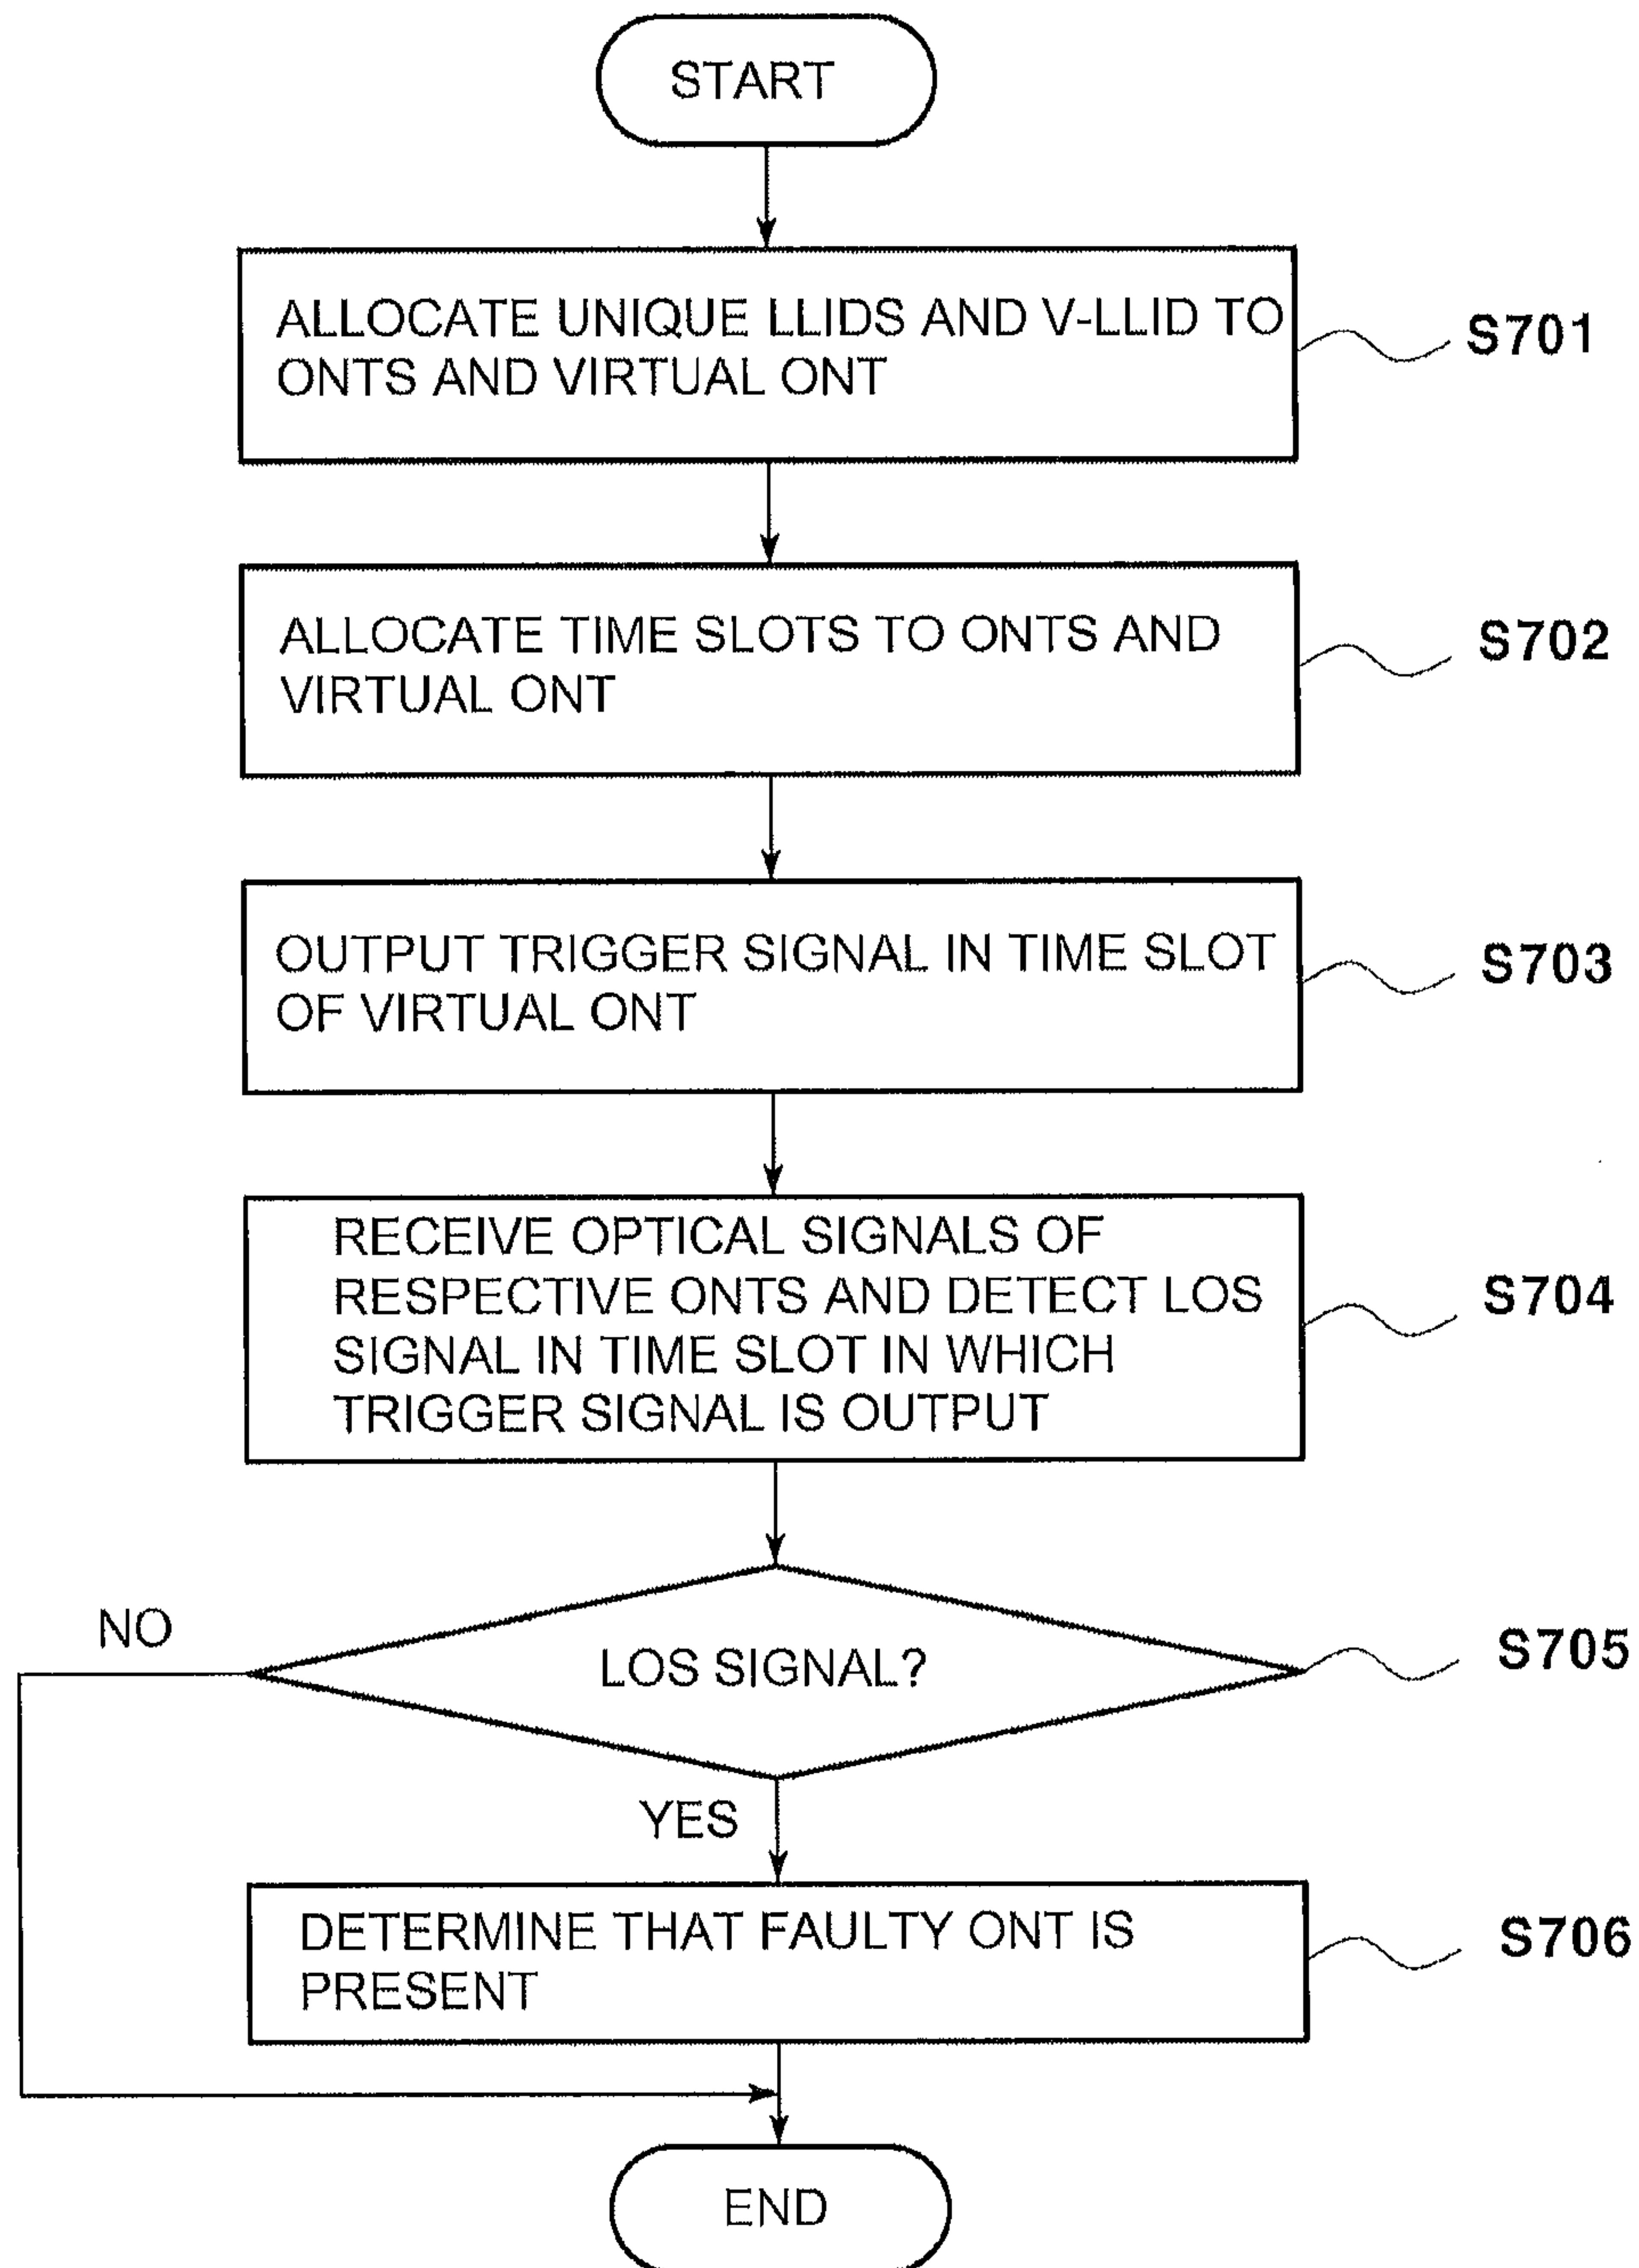 START
ALLOCATE UNIQUE LLIDS AND V-LLID TO
ONTS AND VIRTUAL ONT
S701
ALLOCATE TIME SLOTS TO ONTS AND
VIRTUAL ONT
S702
OUTPUT TRIGGER SIGNAL IN TIME SLOT
OF VIRTUAL ONT
S703
RECEIVE OPTICAL SIGNALS OF
RESPECTIVE ONTS AND DETECT LOS
SIGNAL IN TIME SLOT IN WHICH
TRIGGER SIGNAL IS OUTPUT
S704
NO
LOS SIGNAL?
S705
YES
DETERMINE THAT FAULTY ONT IS
PRESENT
S706
END